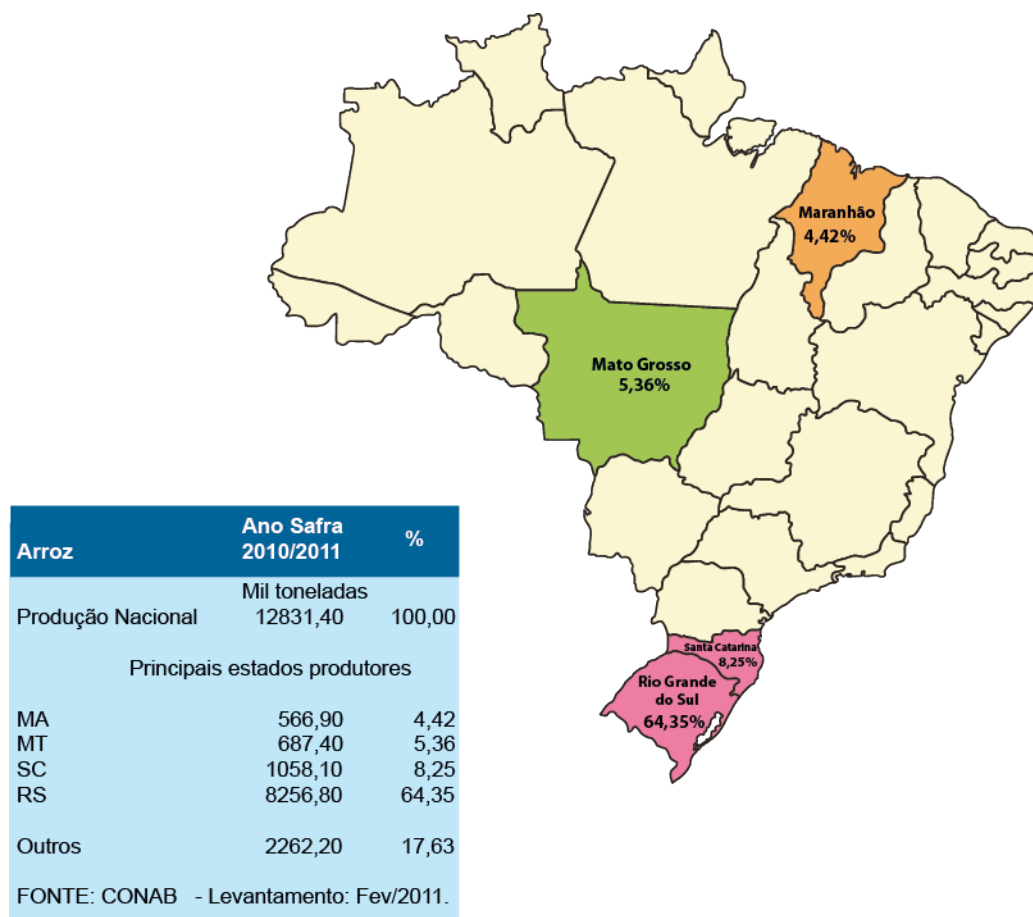 Maranhão
4,42%
Mato Grosso
5,36%
Santa Catarina
8,25%
Rio Grande
do Sul
64,35%
Arroz Ano Safra 2010/2011 %
Mil toneladas
Produção Nacional 12831,40 100,00
Principais estados produtores
MA 566,90 4,42
MT 687,40 5,36
SC 1058,10 8,25
RS 8256,80 64,35
Outros 2262,20 17,63
FONTE: CONAB - Levantamento: Fev/2011.